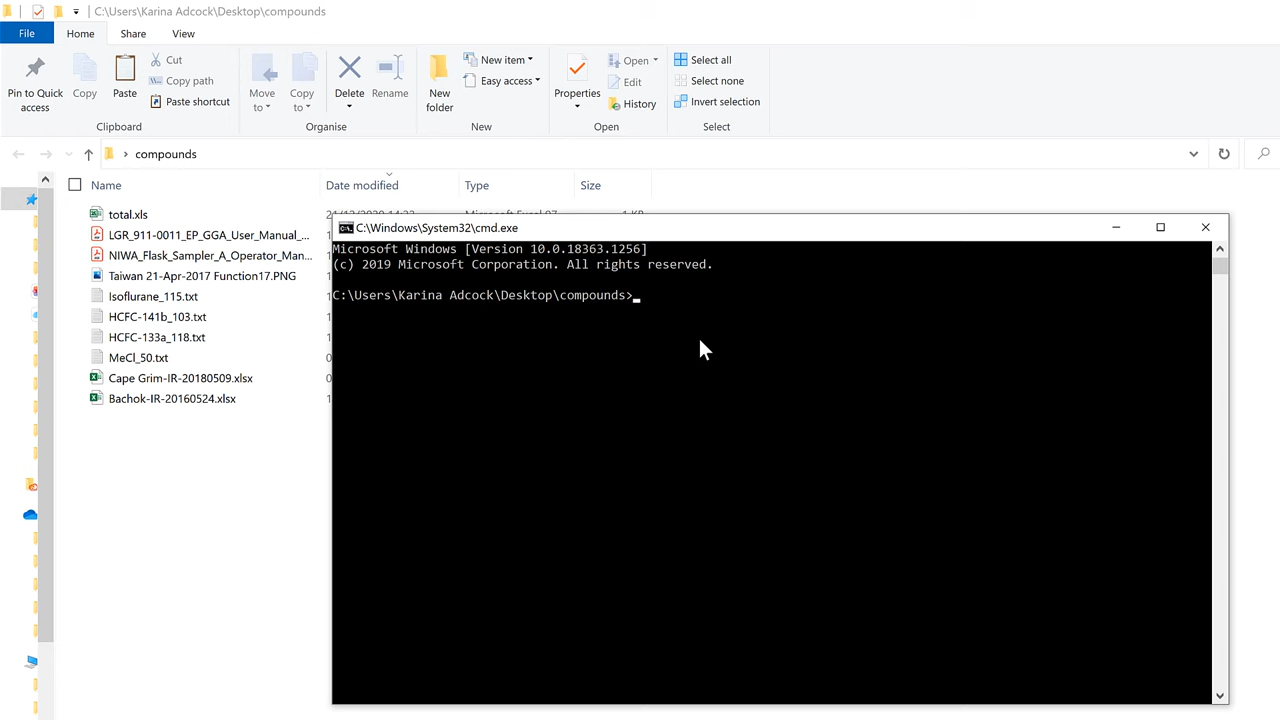 C:\Users\Karina Adcock\Desktop\compounds
File Home Share View
Pin to Quick access
Copy
Paste
Cut
Copy path
Paste shortcut
Clipboard
Move to
Copy to
Delete
Rename
Organise
New folder
New item
Easy access
New
Properties
Open
Edit
History
Open
Select all
Select none
Invert selection
Select
compounds
Name Date modified Type Size
total.xls
LGR_911-0011_EP_GGA_User_Manual_...
NIWA_Flask_Sampler_A_Operator_Man...
Taiwan 21-Apr-2017 Function17.PNG
Isoflurane_115.txt
HCFC-141b_103.txt
HCFC-133a_118.txt
MeCl_50.txt
Cape Grim-IR-20180509.xlsx
Bachok-IR-20160524.xlsx
C:\Windows\System32\cmd.exe
Microsoft Windows [Version 10.0.18363.1256]
(c) 2019 Microsoft Corporation. All rights reserved.
C:\Users\Karina Adcock\Desktop\compounds>